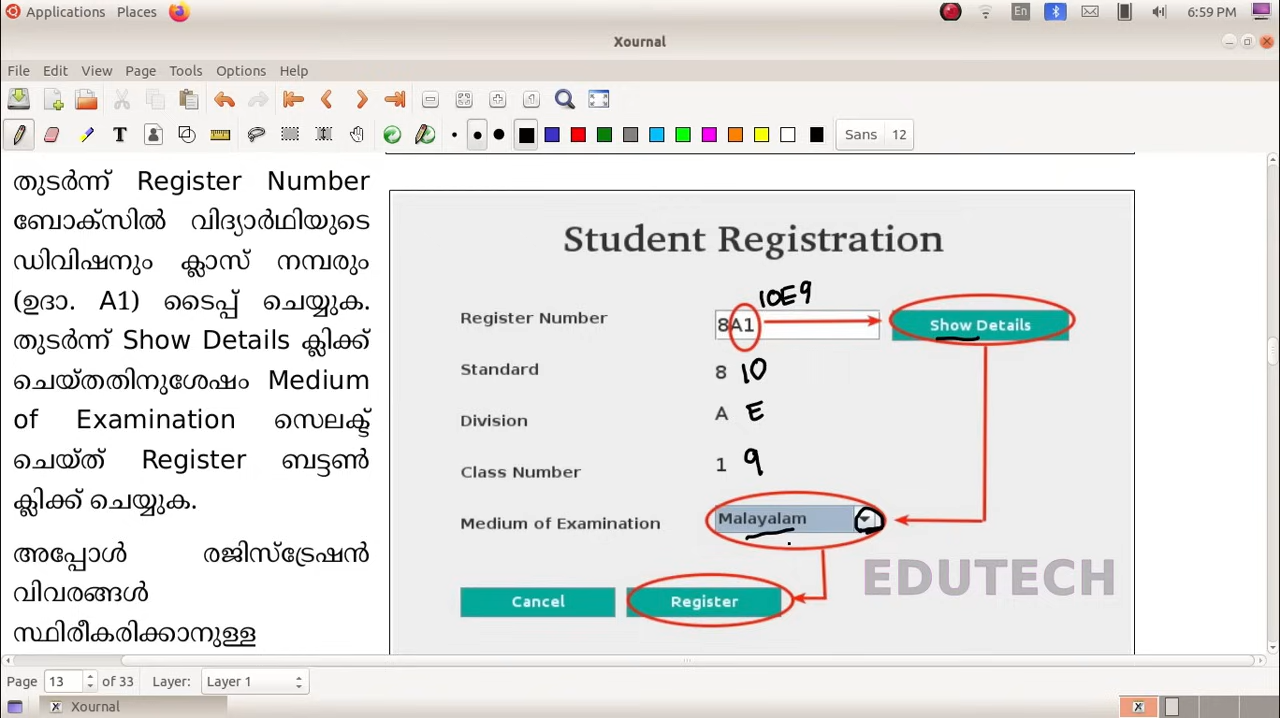 Applications Places En 6:59 PM
Xournal
File Edit View Page Tools Options Help
T Sans 12
തുടർന്ന് Register Number
ബോക്സിൽ വിദ്യാർഥിയുടെ
ഡിവിഷനും ക്ലാസ് നമ്പരും
(ഉദാ. A1) ടൈപ്പ് ചെയ്യുക.
തുടർന്ന് Show Details ക്ലിക്ക്
ചെയ്തതിനുശേഷം Medium
of Examination സെലക്ട്
ചെയ്ത് Register ബട്ടൺ
ക്ലിക്ക് ചെയ്യുക.
അപ്പോൾ രജിസ്ട്രേഷൻ
വിവരങ്ങൾ
സ്ഥിരീകരിക്കാനുള്ള
Student Registration
10E9
Register Number 8A1 Show Details
Standard 8 10
Division A E
Class Number 1 9
Medium of Examination Malayalam
EDUTECH
Cancel Register
Page 13 of 33 Layer: Layer 1
Xournal